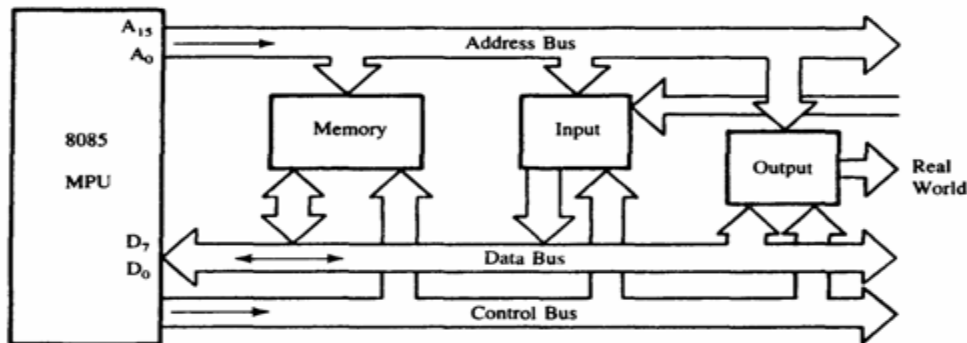 A₁₅
A₀
Address Bus
8085
MPU
Memory
Input
Output
Real
World
D₇
D₀
Data Bus
Control Bus